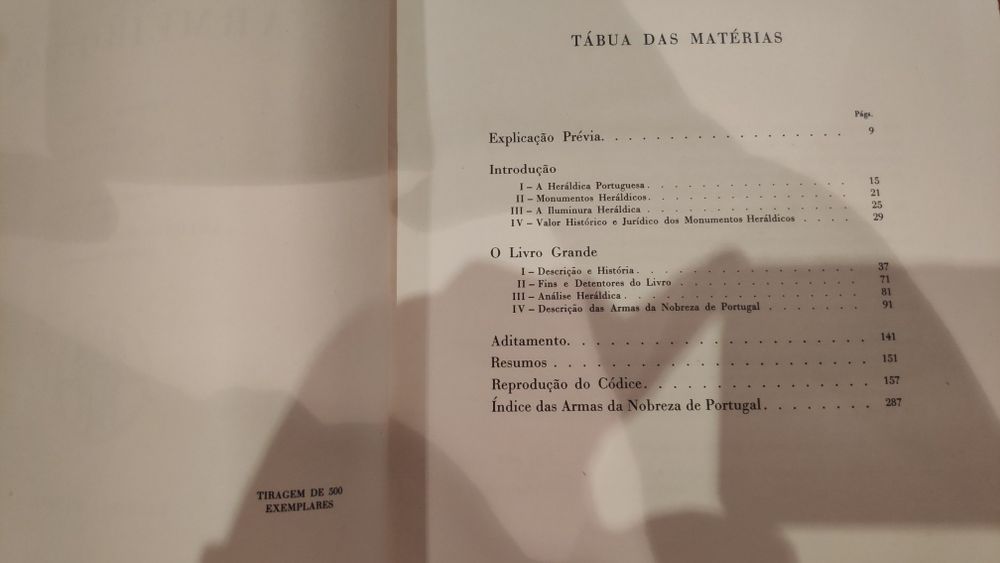 TIRAGEM DE 500
EXEMPLARES
TÁBUA DAS MATÉRIAS
Págs.
Explicação Prévia. . . . . . . . . . . . . . . . . . 9
Introdução
I – A Heráldica Portuguesa. . . . . . . . . . . . . 15
II – Monumentos Heráldicos. . . . . . . . . . . . . 21
III – A Iluminura Heráldica . . . . . . . . . . . . . 25
IV – Valor Histórico e Jurídico dos Monumentos Heráldicos . . . . 29
O Livro Grande
I – Descrição e História. . . . . . . . . . . . . . 37
II – Fins e Detentores do Livro . . . . . . . . . . . 71
III – Análise Heráldica. . . . . . . . . . . . . . . 81
IV – Descrição das Armas da Nobreza de Portugal . . . . . . . 91
Aditamento. . . . . . . . . . . . . . . . . . . . 141
Resumos . . . . . . . . . . . . . . . . . . . . . 151
Reprodução do Códice. . . . . . . . . . . . . . . 157
Índice das Armas da Nobreza de Portugal. . . . . . . . 287